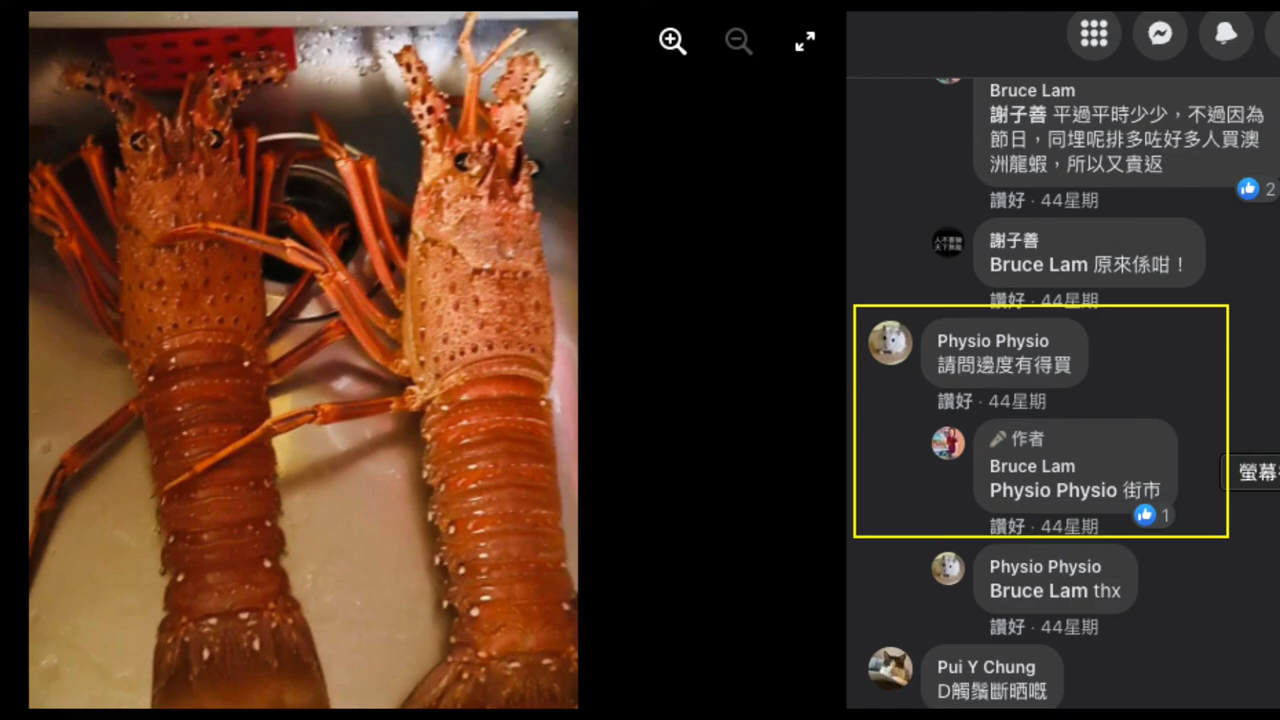 Bruce Lam
謝子善 平過平時少少，不過因為
節日，同埋呢排多咗好多人買澳
洲龍蝦，所以又貴返
2
讚好 · 44星期
謝子善
Bruce Lam 原來係咁！
讚好 · 44星期
Physio Physio
請問邊度有得買
讚好 · 44星期
作者
Bruce Lam
Physio Physio 街市
1
讚好 · 44星期
螢幕
Physio Physio
Bruce Lam thx
讚好 · 44星期
Pui Y Chung
D觸鬚斷晒嘅